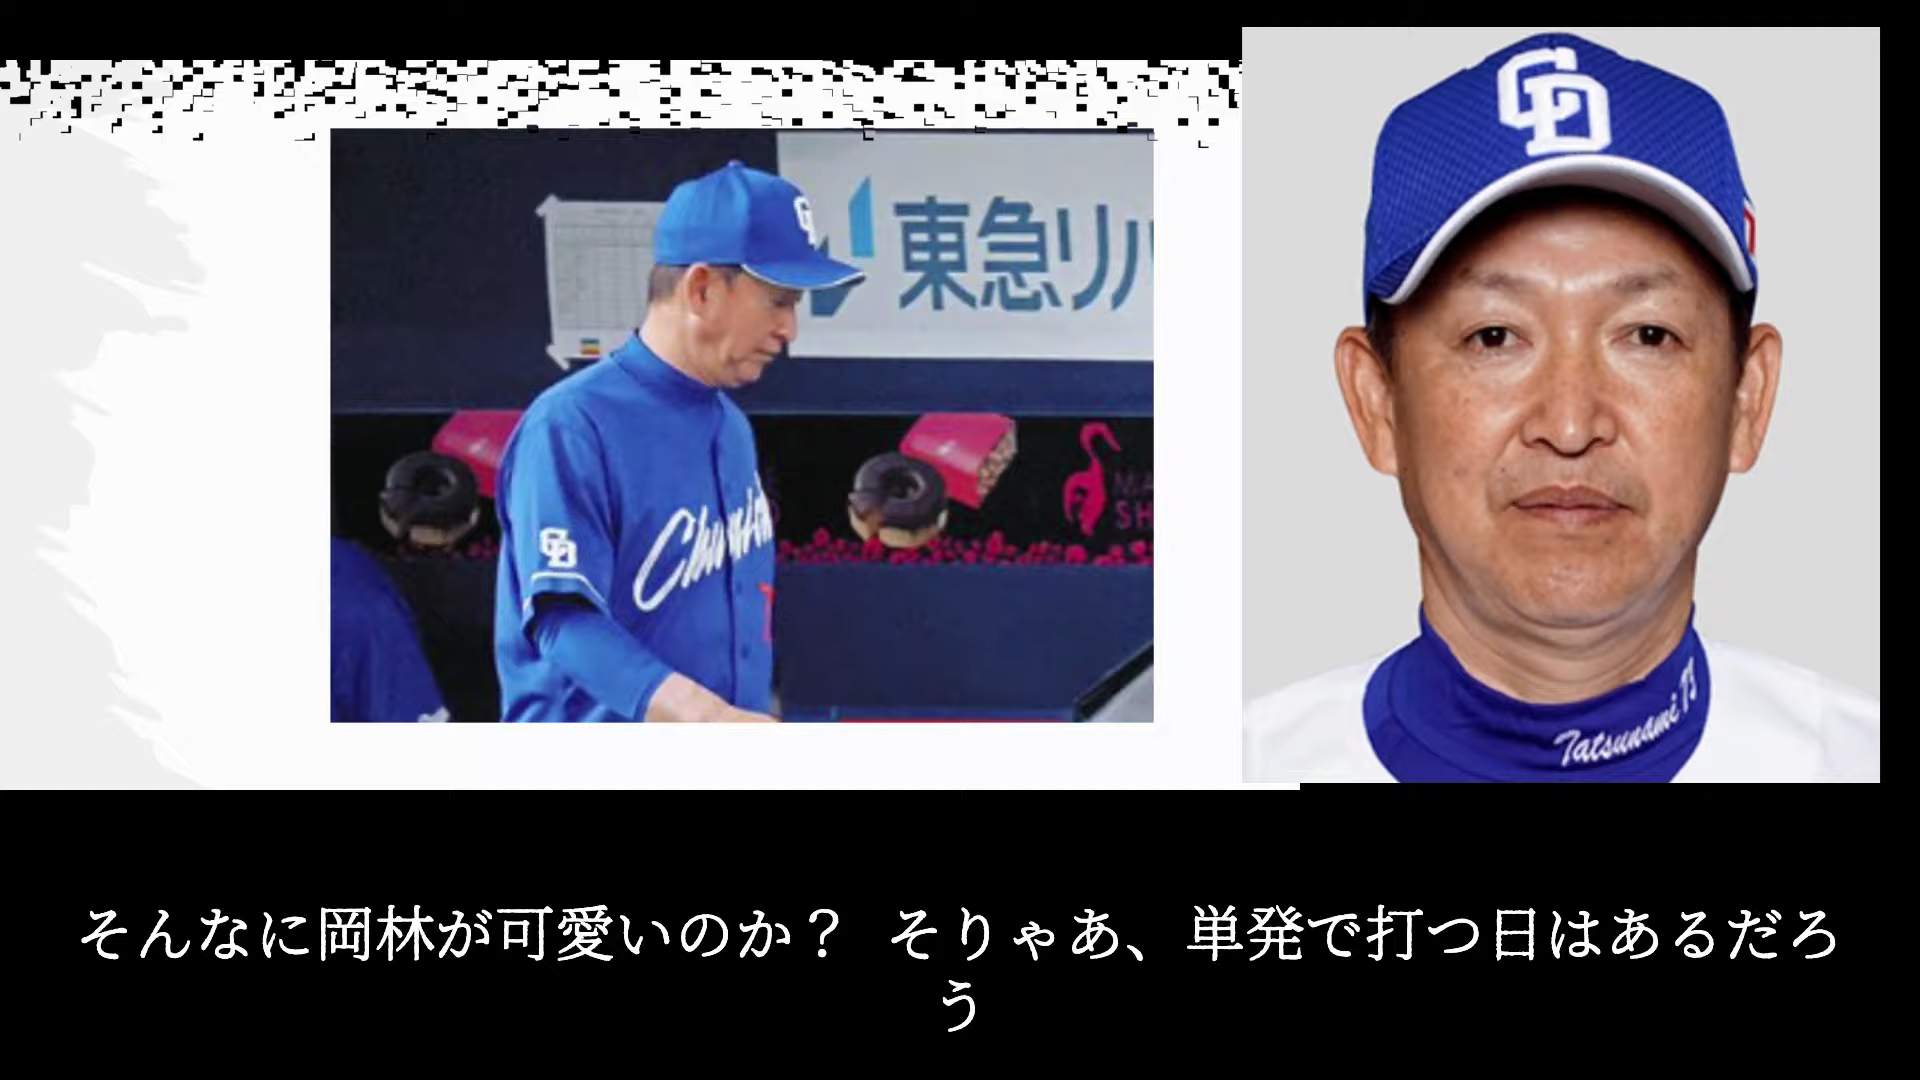 CD
東急リバ
CD
Tatsunami 73
そんなに岡林が可愛いのか？ そりゃあ、単発で打つ日はあるだろ
う